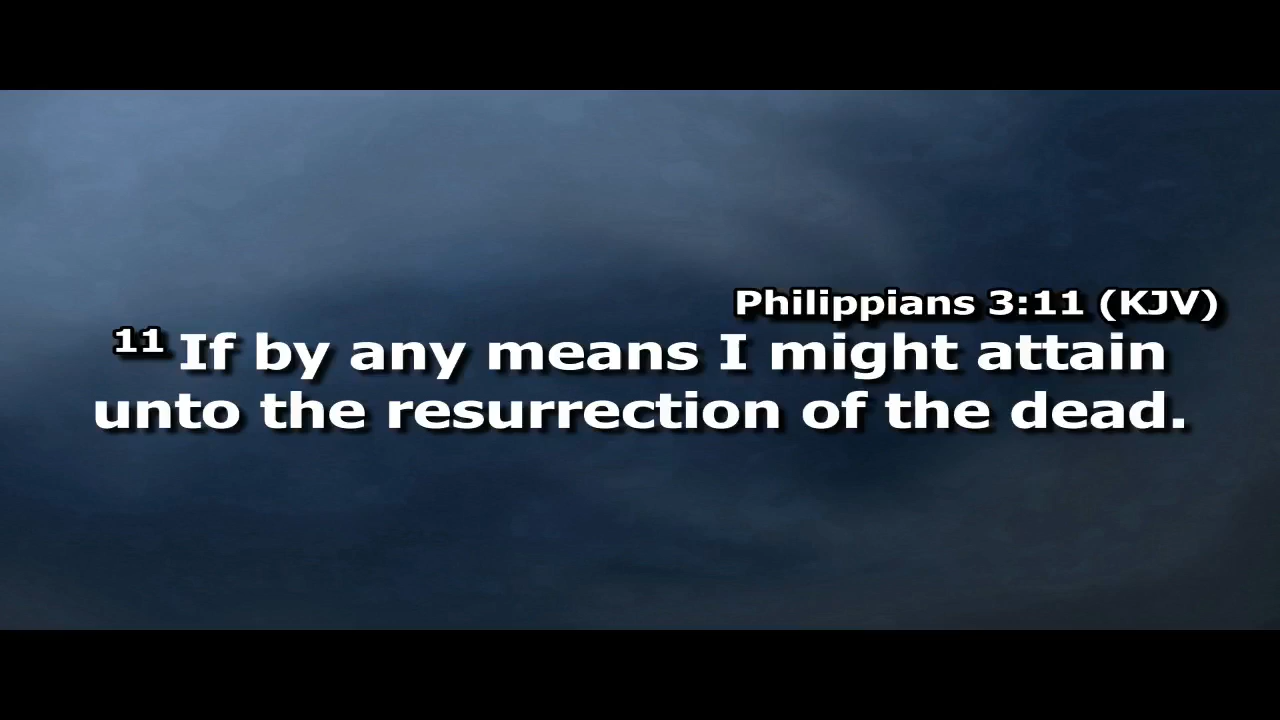 Philippians 3:11 (KJV)
11 If by any means I might attain
unto the resurrection of the dead.